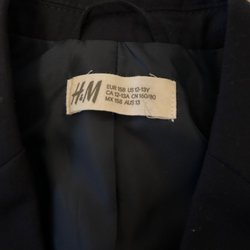 H&M
EUR 158 US 12-13Y
CA 12-13A CN 160/80
MX 158 AUS 13